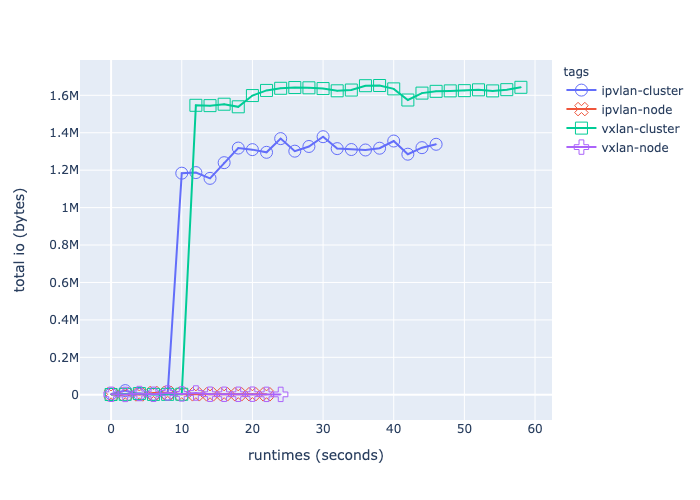 tags
ipvlan-cluster
ipvlan-node
vxlan-cluster
vxlan-node
total io (bytes)
1.6M
1.4M
1.2M
1M
0.8M
0.6M
0.4M
0.2M
0
0 10 20 30 40 50 60
runtimes (seconds)